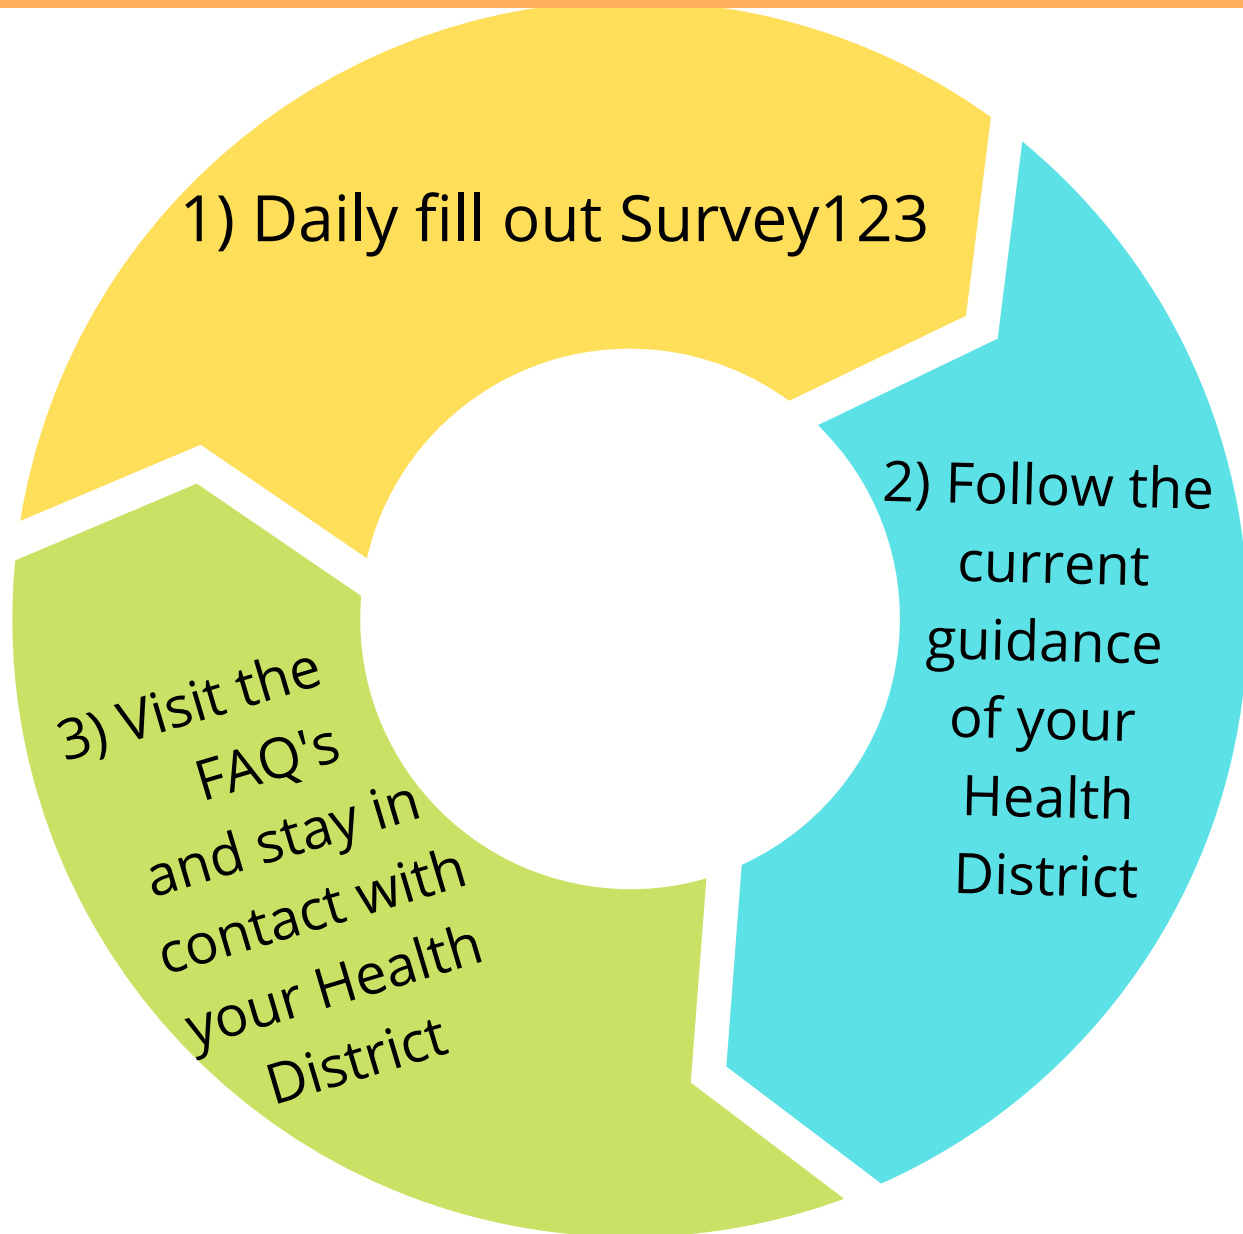 1) Daily fill out Survey123
2) Follow the
current
guidance
of your
Health
District
3) Visit the
FAQ's
and stay in
contact with
your Health
District